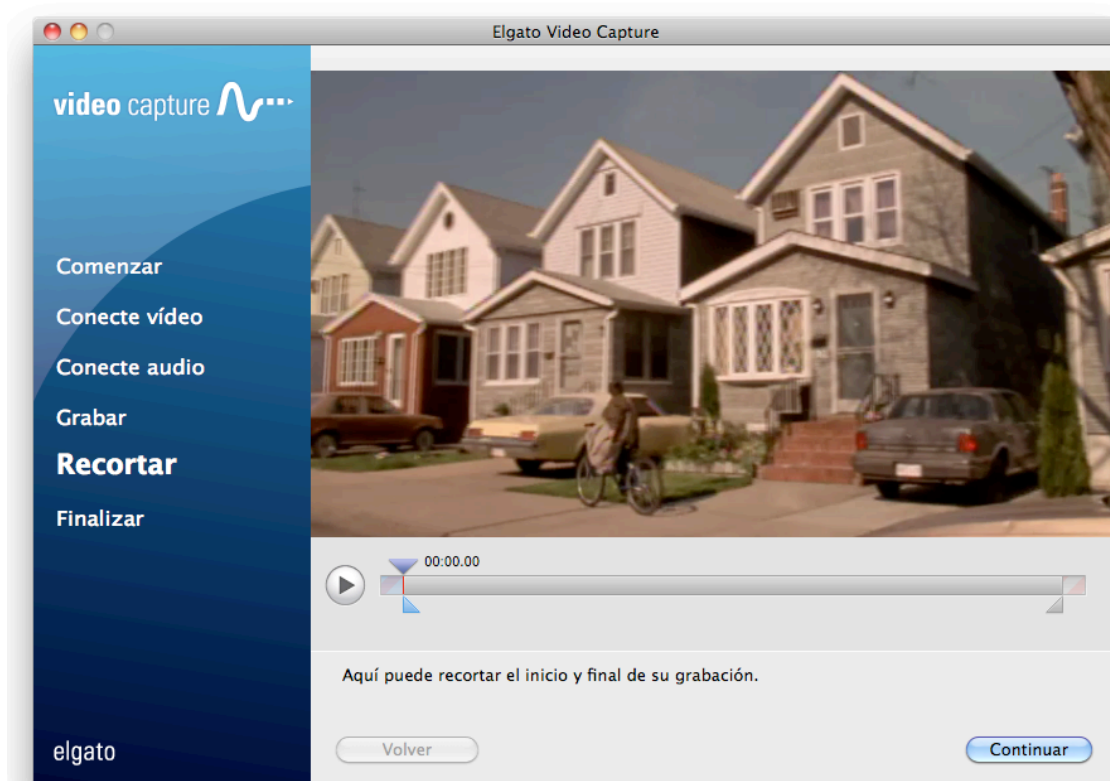 Elgato Video Capture
video capture
Comenzar
Conecte vídeo
Conecte audio
Grabar
Recortar
Finalizar
elgato
00:00.00
Aquí puede recortar el inicio y final de su grabación.
Volver
Continuar